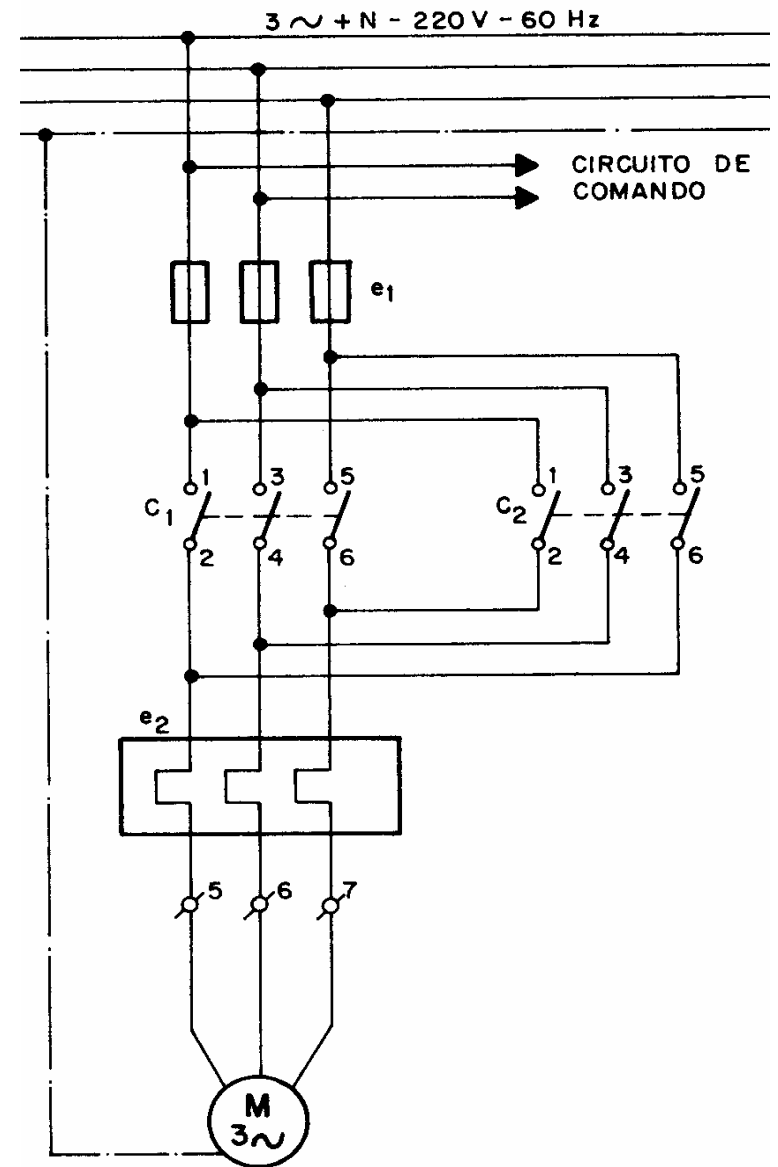 3 ~ + N - 220 V - 60 Hz
CIRCUITO DE
COMANDO
e1
1 3 5
1 3 5
C1
C2
2 4 6
2 4 6
e2
5 6 7
M
3~